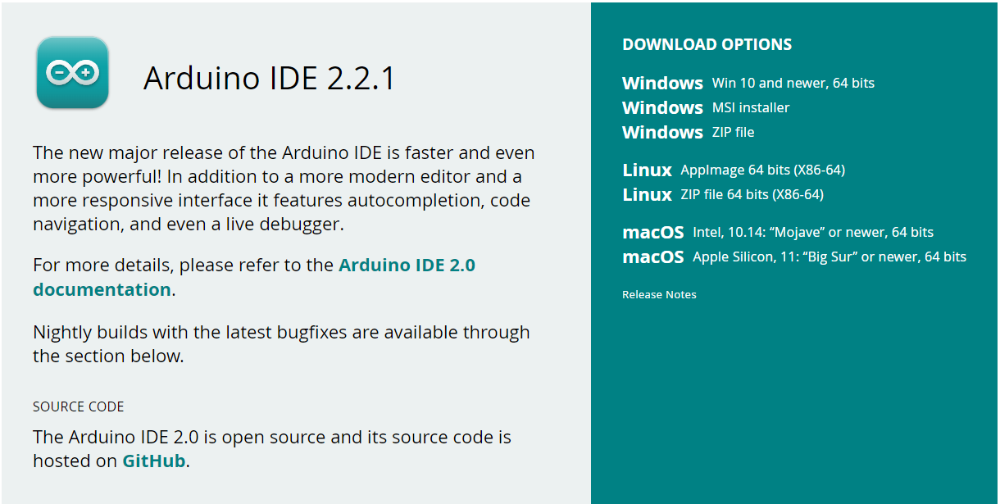 Arduino IDE 2.2.1
The new major release of the Arduino IDE is faster and even
more powerful! In addition to a more modern editor and a
more responsive interface it features autocompletion, code
navigation, and even a live debugger.
For more details, please refer to the Arduino IDE 2.0
documentation.
Nightly builds with the latest bugfixes are available through
the section below.
SOURCE CODE
The Arduino IDE 2.0 is open source and its source code is
hosted on GitHub.
DOWNLOAD OPTIONS
Windows Win 10 and newer, 64 bits
Windows MSI installer
Windows ZIP file
Linux AppImage 64 bits (X86-64)
Linux ZIP file 64 bits (X86-64)
macOS Intel, 10.14: “Mojave” or newer, 64 bits
macOS Apple Silicon, 11: “Big Sur” or newer, 64 bits
Release Notes